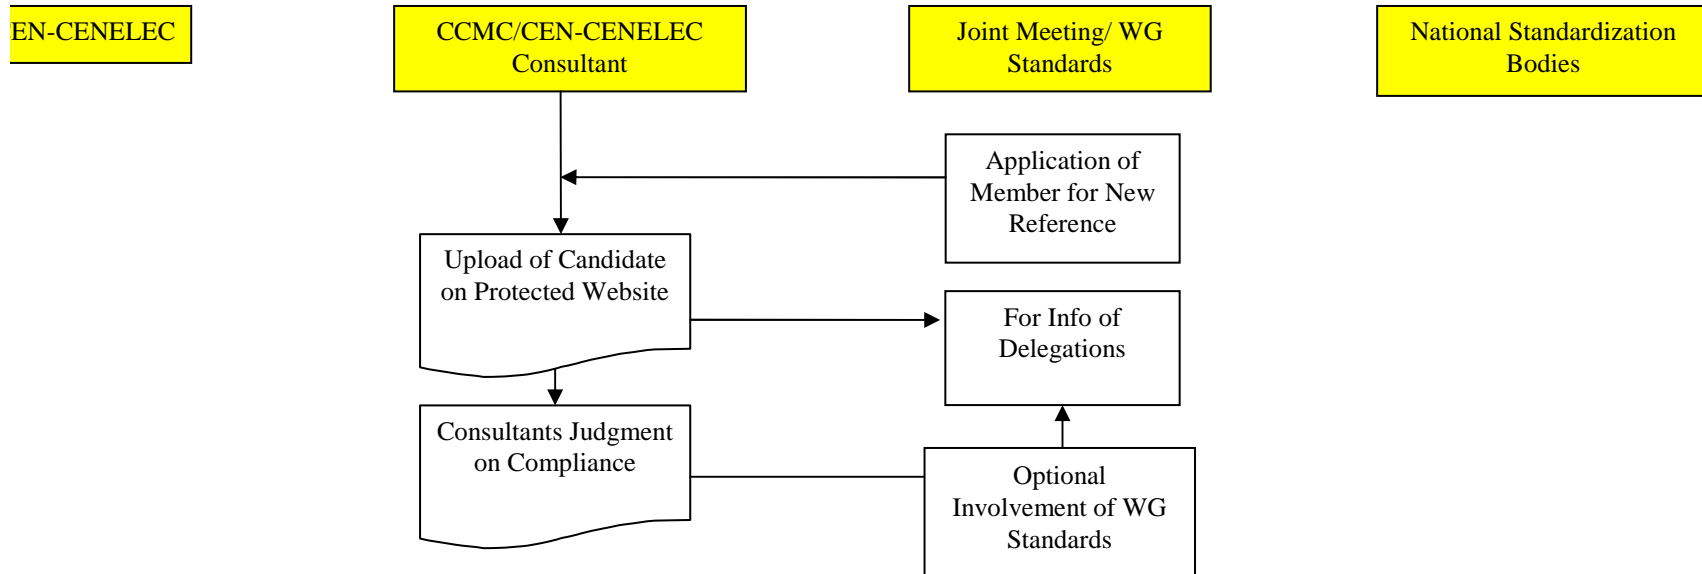 EN-CENELEC
CCMC/CEN-CENELEC
Consultant
Joint Meeting/ WG
Standards
National Standardization
Bodies
Application of
Member for New
Reference
Upload of Candidate
on Protected Website
For Info of
Delegations
Consultants Judgment
on Compliance
Optional
Involvement of WG
Standards